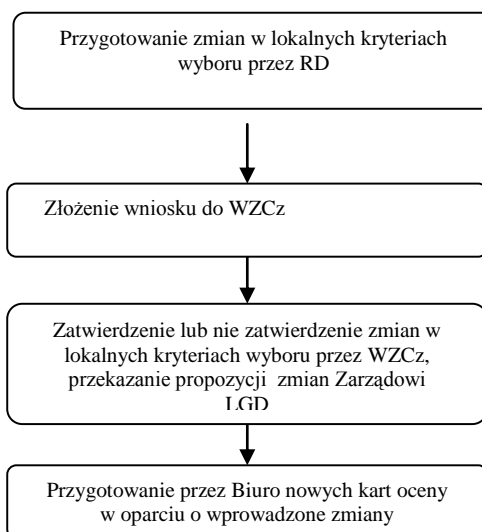 Przygotowanie zmian w lokalnych kryteriach
wyboru przez RD
Złożenie wniosku do WZCz
Zatwierdzenie lub nie zatwierdzenie zmian w
lokalnych kryteriach wyboru przez WZCz,
przekazanie propozycji zmian Zarządowi
LGD
Przygotowanie przez Biuro nowych kart oceny
w oparciu o wprowadzone zmiany